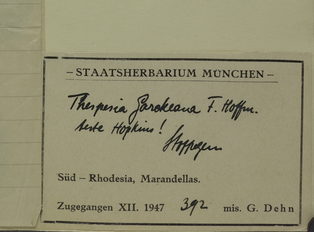 – STAATSHERBARIUM MÜNCHEN –
Thespesia Garckeana F. Hoffm.
teste Hopkins!
Süd – Rhodesia, Marandellas.
Zugegangen XII. 1947 392 mis. G. Dehn